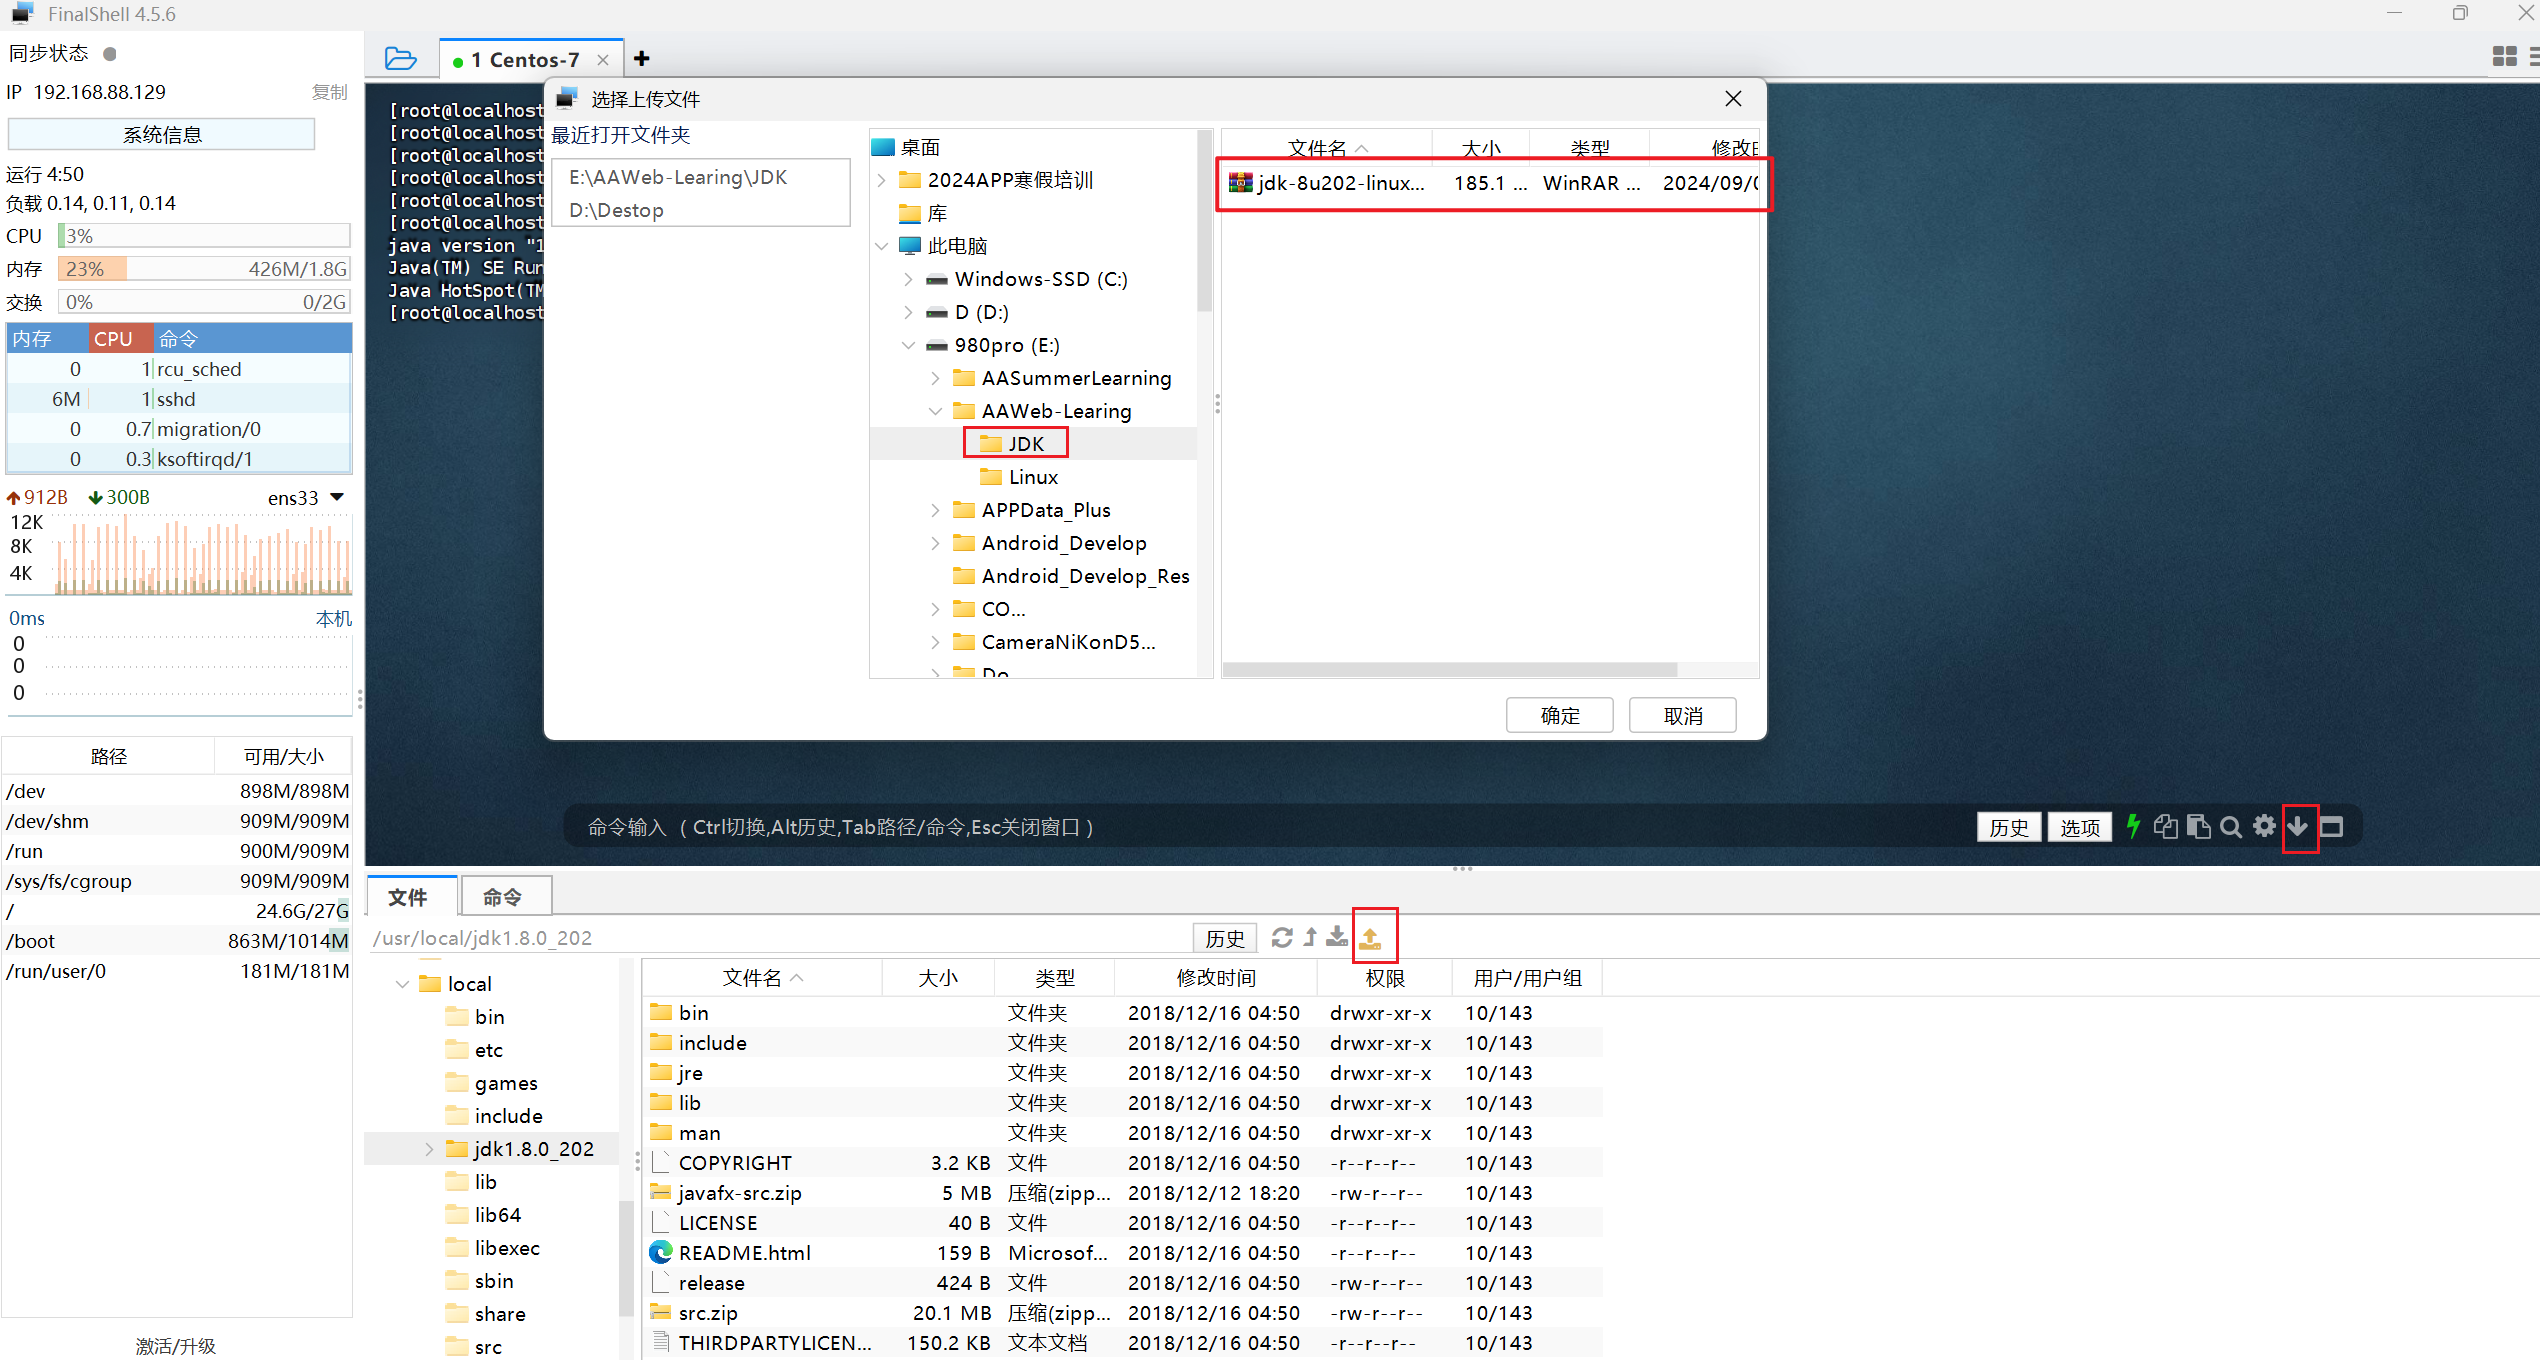 FinalShell 4.5.6
同步状态
IP 192.168.88.129 复制
系统信息
运行 4:50
负载 0.14, 0.11, 0.14
CPU 3%
内存 23% 426M/1.8G
交换 0% 0/2G
内存 CPU 命令
0 1 rcu_sched
6M 1 sshd
0 0.7 migration/0
0 0.3 ksoftirqd/1
912B 300B ens33
12K
8K
4K
0ms 本机
0
0
0
路径 可用/大小
/dev 898M/898M
/dev/shm 909M/909M
/run 900M/909M
/sys/fs/cgroup 909M/909M
/ 24.6G/27G
/boot 863M/1014M
/run/user/0 181M/181M
激活/升级
1 Centos-7
[root@localhost
[root@localhost
[root@localhost
[root@localhost
[root@localhost
[root@localhost
java version "1
Java(TM) SE Run
Java HotSpot(TM
[root@localhost
选择上传文件
最近打开文件夹
E:\AAWeb-Learing\JDK
D:\Destop
桌面
2024APP寒假培训
库
此电脑
Windows-SSD (C:)
D (D:)
980pro (E:)
AASummerLearning
AAWeb-Learing
JDK
Linux
APPData_Plus
Android_Develop
Android_Develop_Res
CO...
CameraNiKonD5...
Do
文件名 大小 类型 修改
jdk-8u202-linux... 185.1 ... WinRAR ... 2024/09/0
确定 取消
命令输入 (Ctrl切换,Alt历史,Tab路径/命令,Esc关闭窗口)
历史 选项
文件 命令
/usr/local/jdk1.8.0_202 历史
local
bin
etc
games
include
jdk1.8.0_202
lib
lib64
libexec
sbin
share
src
文件名 大小 类型 修改时间 权限 用户/用户组
bin 文件夹 2018/12/16 04:50 drwxr-xr-x 10/143
include 文件夹 2018/12/16 04:50 drwxr-xr-x 10/143
jre 文件夹 2018/12/16 04:50 drwxr-xr-x 10/143
lib 文件夹 2018/12/16 04:50 drwxr-xr-x 10/143
man 文件夹 2018/12/16 04:50 drwxr-xr-x 10/143
COPYRIGHT 3.2 KB 文件 2018/12/16 04:50 -r--r--r-- 10/143
javafx-src.zip 5 MB 压缩(zipp... 2018/12/12 18:20 -rw-r--r-- 10/143
LICENSE 40 B 文件 2018/12/16 04:50 -r--r--r-- 10/143
README.html 159 B Microsof... 2018/12/16 04:50 -r--r--r-- 10/143
release 424 B 文件 2018/12/16 04:50 -rw-r--r-- 10/143
src.zip 20.1 MB 压缩(zipp... 2018/12/16 04:50 -rw-r--r-- 10/143
THIRDPARTYLICEN... 150.2 KB 文本文档 2018/12/16 04:50 -r--r--r-- 10/143